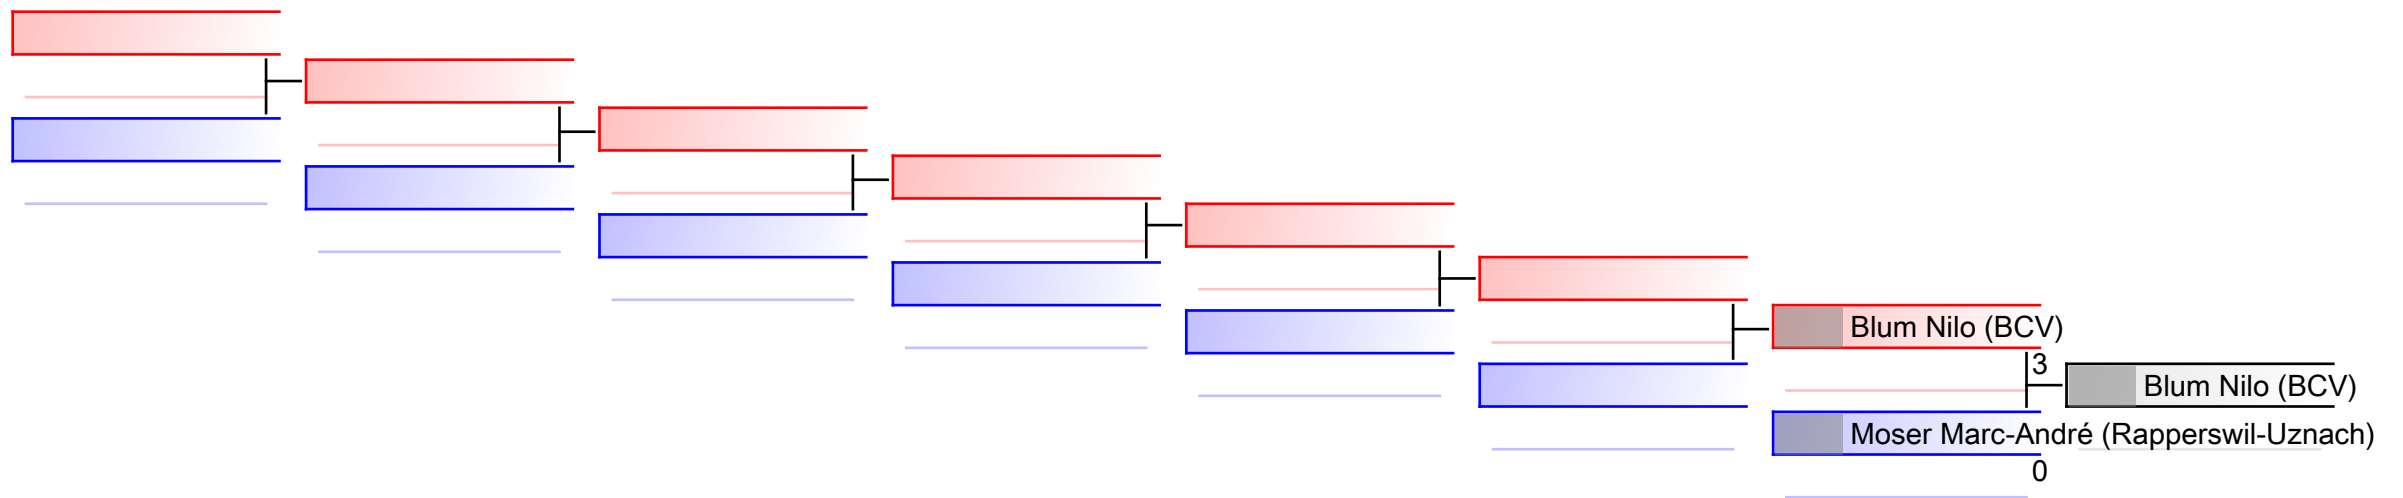 Blum Nilo (BCV)
3
Blum Nilo (BCV)
Moser Marc-André (Rapperswil-Uznach)
0